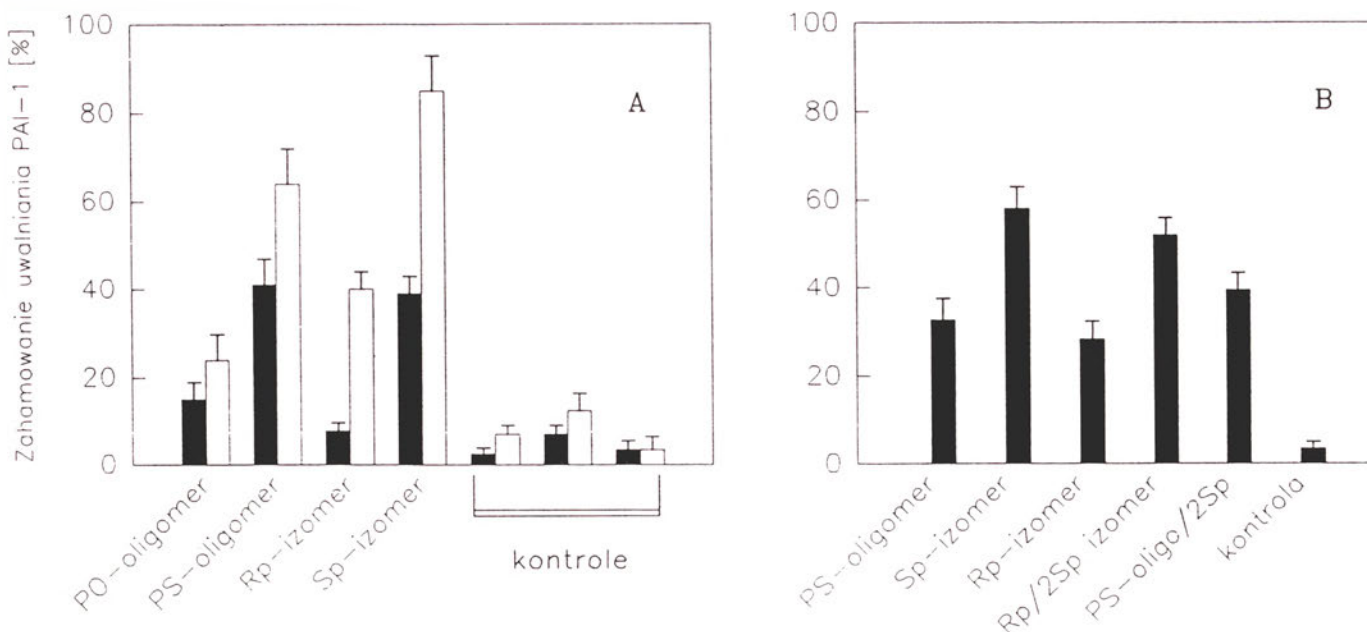 Zahamowanie uwalniania PAI-1 [%]
100
80
60
40
20
0
A
PO-oligomer
PS-oligomer
Rp-izomer
Sp-izomer
kontrole
100
80
60
40
20
0
B
PS-oligomer
Sp-izomer
Rp-izomer
Rp/2Sp izomer
PS-oligo/2Sp
kontrola